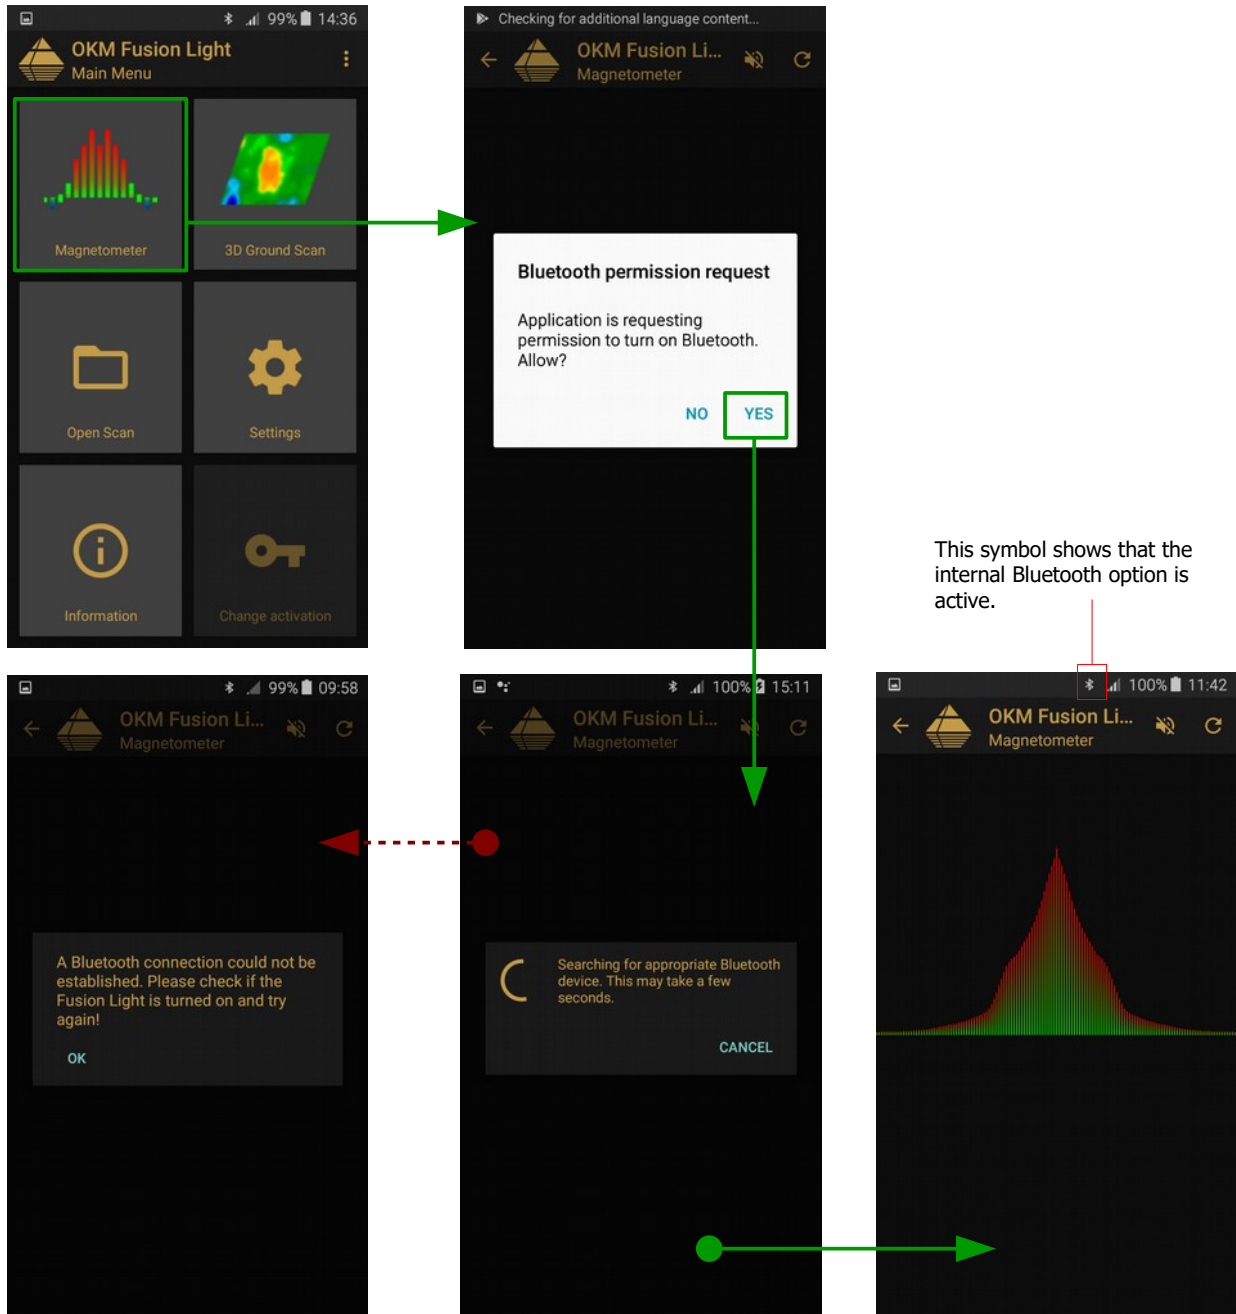 99% 14:36
OKM Fusion Light
Main Menu
Magnetometer
3D Ground Scan
Open Scan
Settings
Information
Change activation
Checking for additional language content...
OKM Fusion Li...
Magnetometer
Bluetooth permission request
Application is requesting
permission to turn on Bluetooth.
Allow?
NO YES
This symbol shows that the
internal Bluetooth option is
active.
99% 09:58
OKM Fusion Li...
Magnetometer
A Bluetooth connection could not be
established. Please check if the
Fusion Light is turned on and try
again!
OK
100% 15:11
OKM Fusion Li...
Magnetometer
Searching for appropriate Bluetooth
device. This may take a few
seconds.
CANCEL
100% 11:42
OKM Fusion Li...
Magnetometer